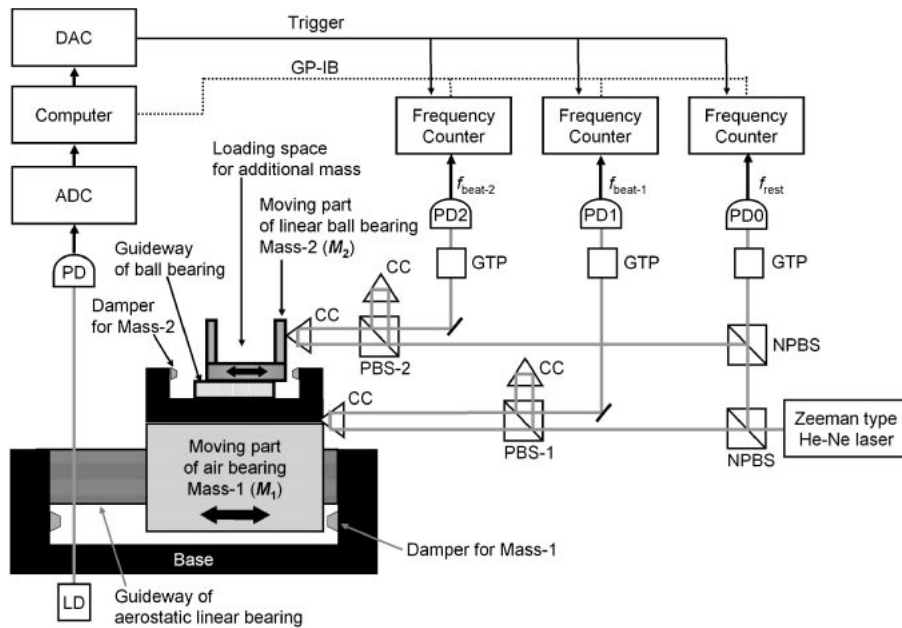 DAC
Trigger
GP-IB
Computer
Frequency
Counter
Frequency
Counter
Frequency
Counter
Loading space
for additional mass
ADC
f beat-2
f beat-1
f rest
Moving part
of linear ball bearing
Mass-2 (M2)
PD2
PD1
PD0
Guideway
of ball bearing
PD
GTP
GTP
GTP
Damper
for Mass-2
CC
CC
NPBS
PBS-2
CC
CC
Zeeman type
He-Ne laser
PBS-1
NPBS
Moving part
of air bearing
Mass-1 (M1)
Damper for Mass-1
Base
LD
Guideway of
aerostatic linear bearing